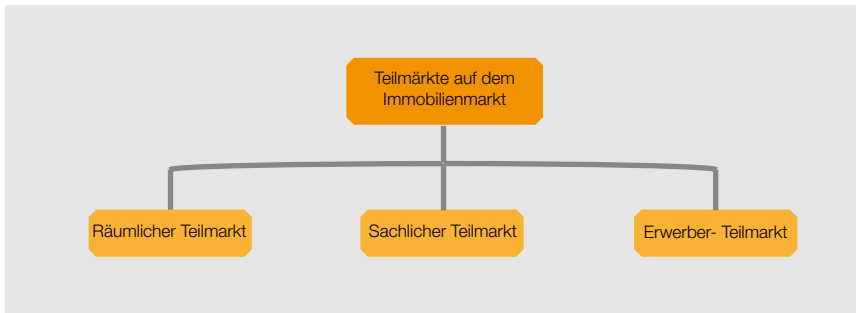 Teilmärkte auf dem
Immobilienmarkt
Räumlicher Teilmarkt
Sachlicher Teilmarkt
Erwerber- Teilmarkt